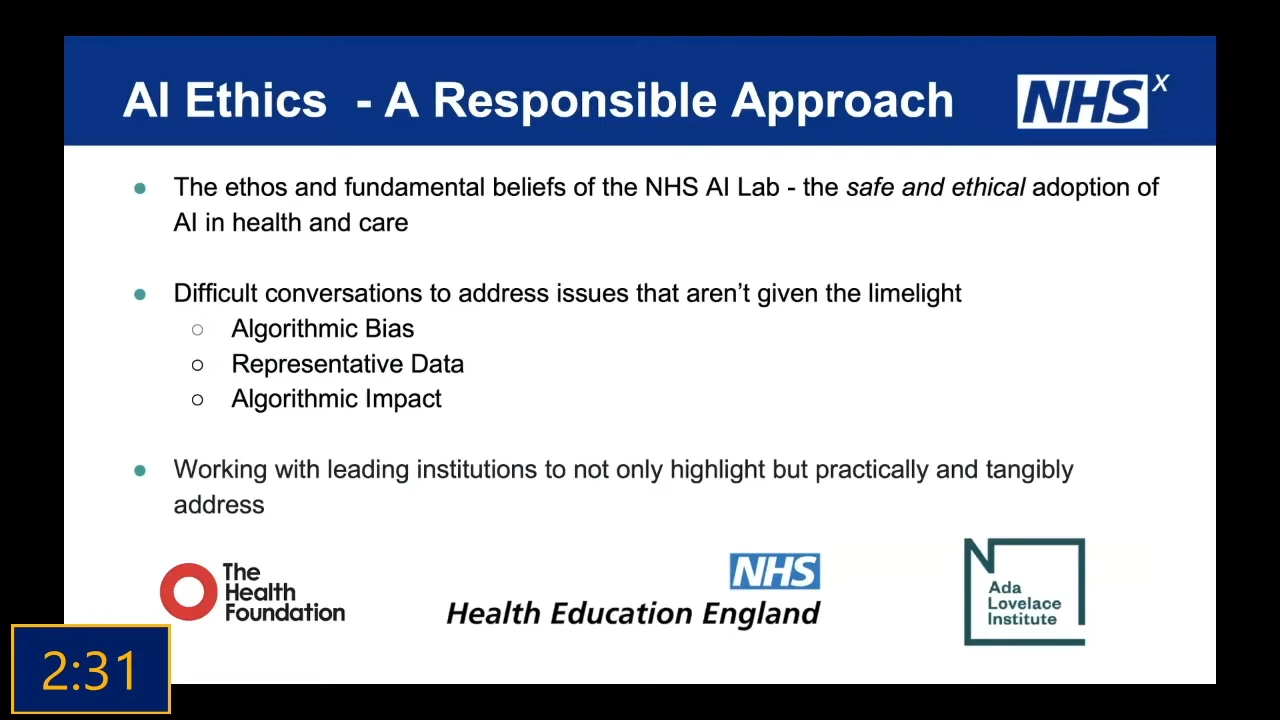 AI Ethics - A Responsible Approach
NHS X
The ethos and fundamental beliefs of the NHS AI Lab - the safe and ethical adoption of
AI in health and care
Difficult conversations to address issues that aren't given the limelight
Algorithmic Bias
Representative Data
Algorithmic Impact
Working with leading institutions to not only highlight but practically and tangibly
address
The
Health
Foundation
NHS
Health Education England
Ada
Lovelace
Institute
2:31